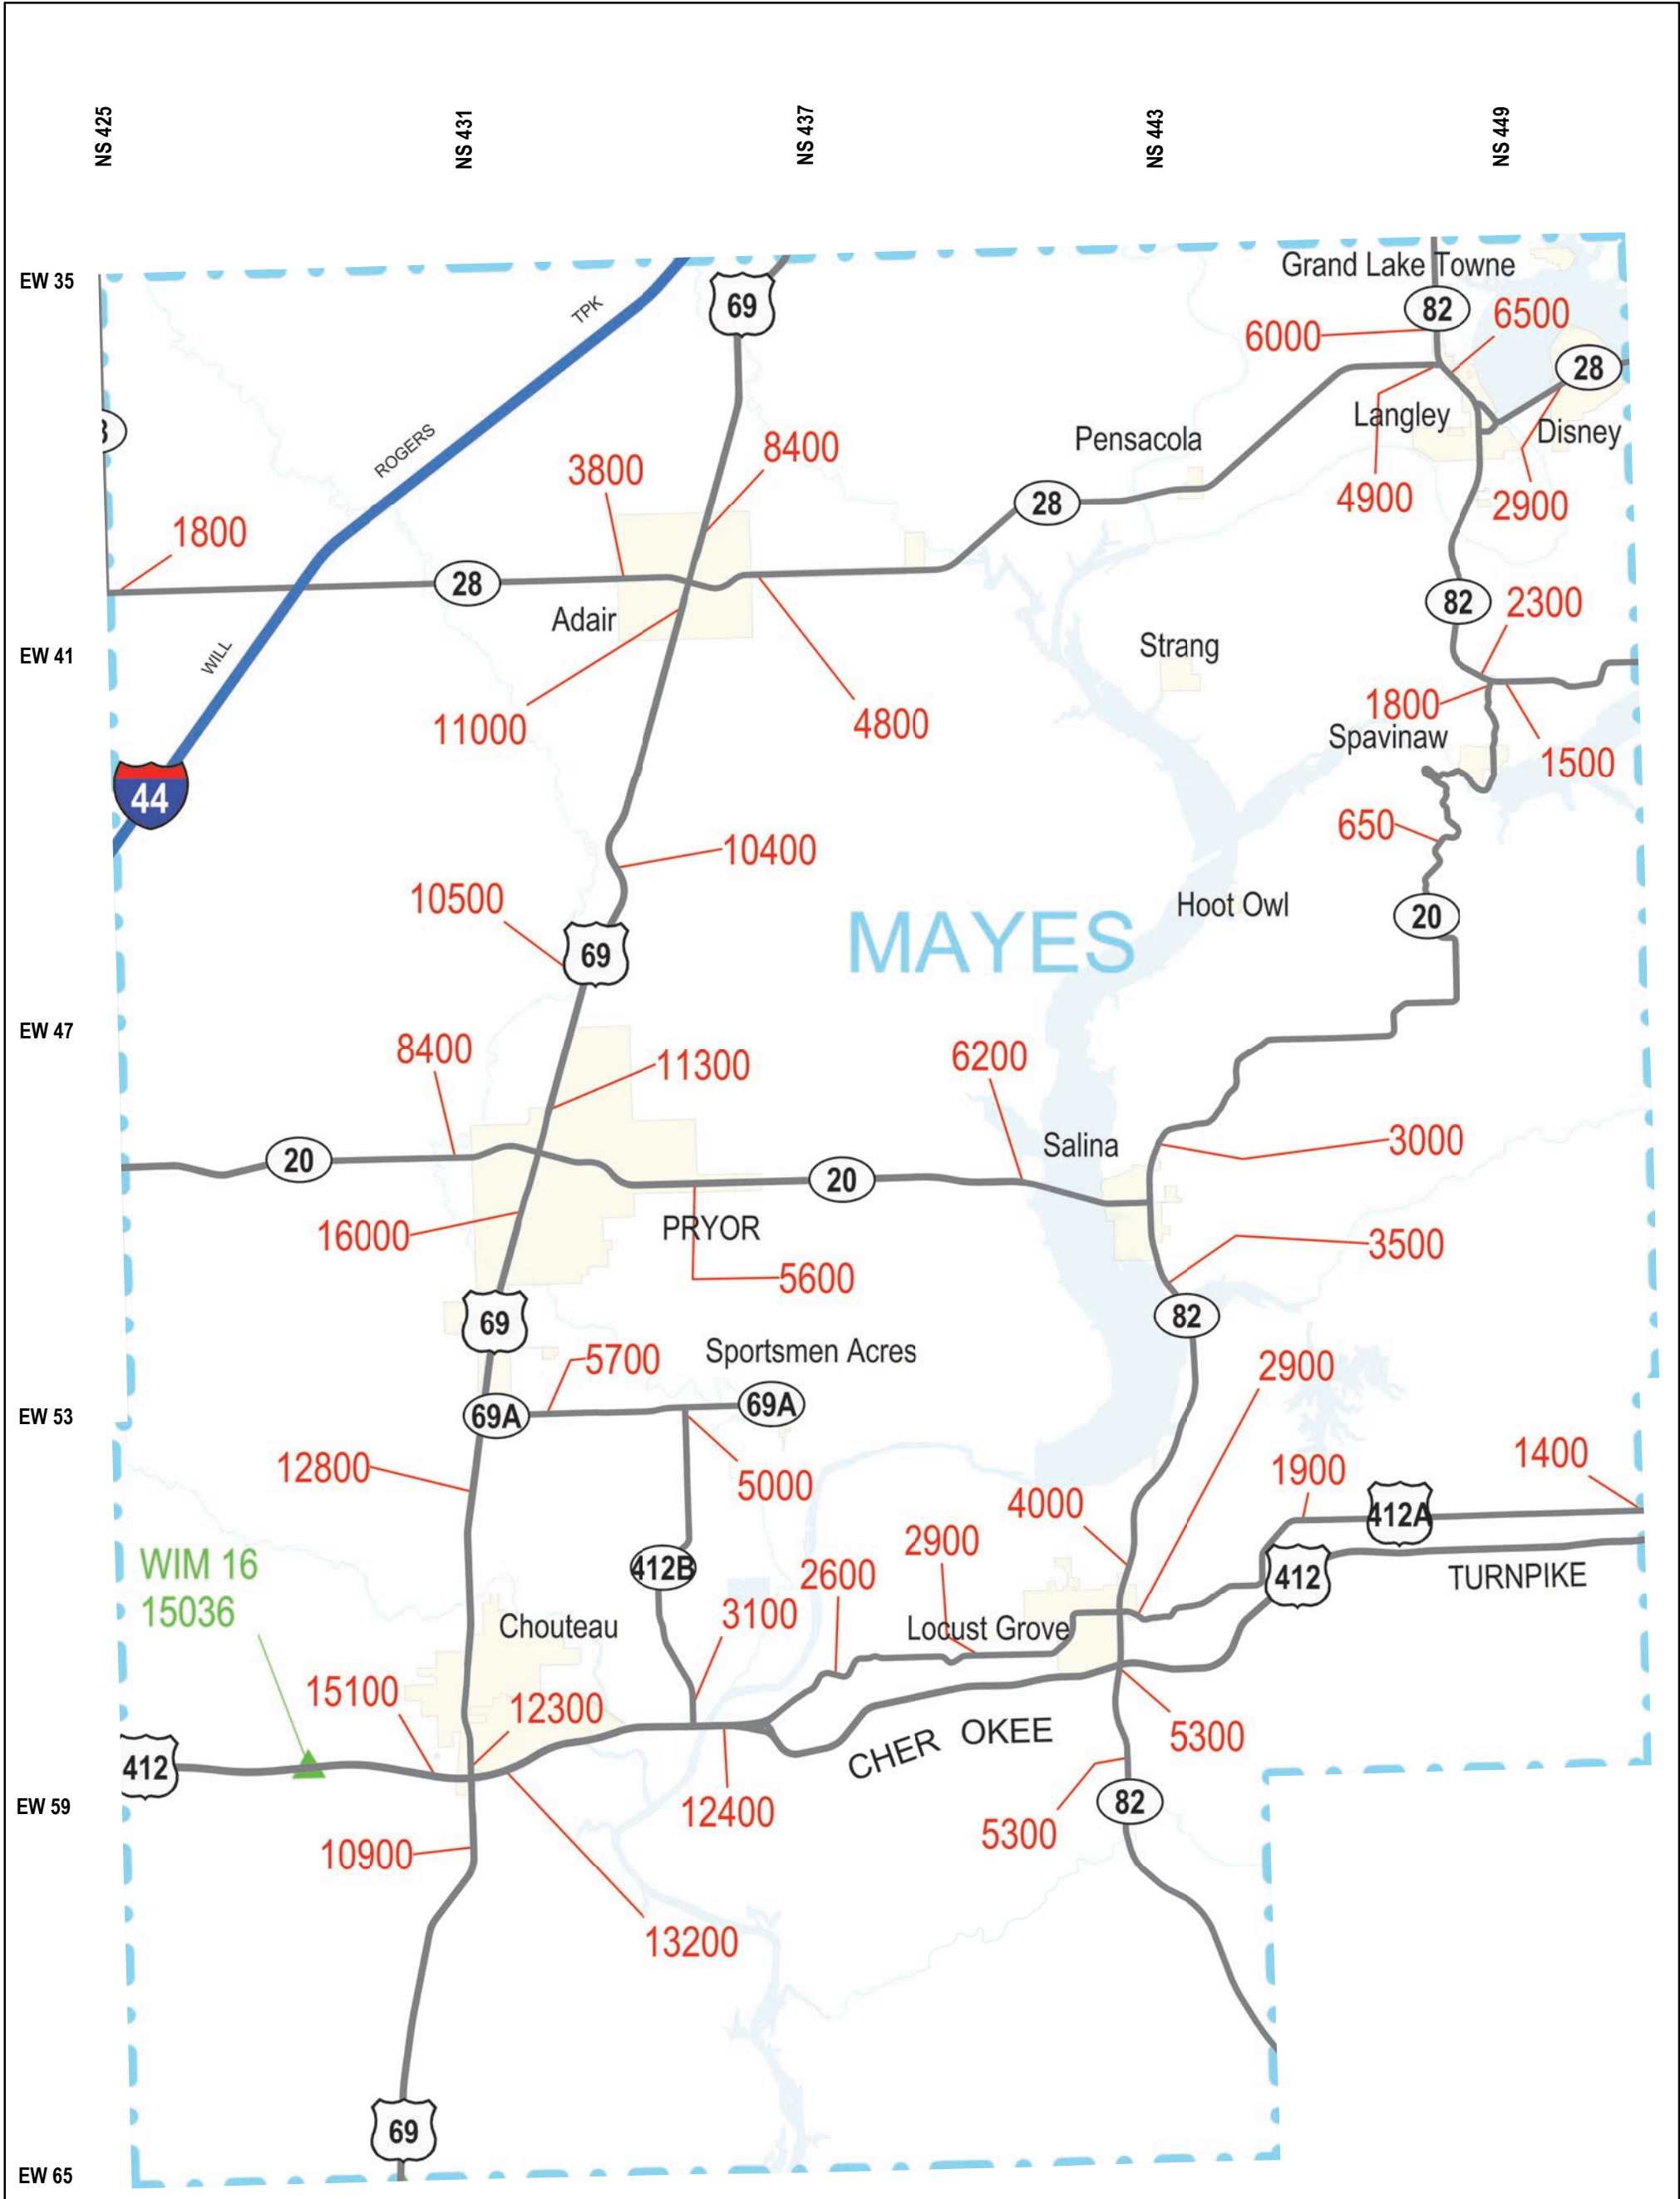 NS 425
NS 431
NS 437
NS 443
NS 449
EW 35
EW 41
EW 47
EW 53
EW 59
EW 65
Grand Lake Towne
69
TPK
82
6000
6500
28
ROGERS
Langley
Disney
Pensacola
8400
3800
4900
2900
28
1800
28
Adair
82
2300
Strang
WILL
11000
4800
1800
Spavinaw
1500
44
650
10400
10500
Hoot Owl
20
MAYES
69
8400
11300
6200
20
Salina
3000
20
16000
PRYOR
3500
5600
69
82
5700
Sportsmen Acres
2900
69A
69A
12800
5000
1900
1400
4000
412A
WIM 16
15036
412B
2900
2600
412
TURNPIKE
3100
Chouteau
Locust Grove
15100
12300
412
CHER OKEE
5300
12400
82
5300
10900
13200
69